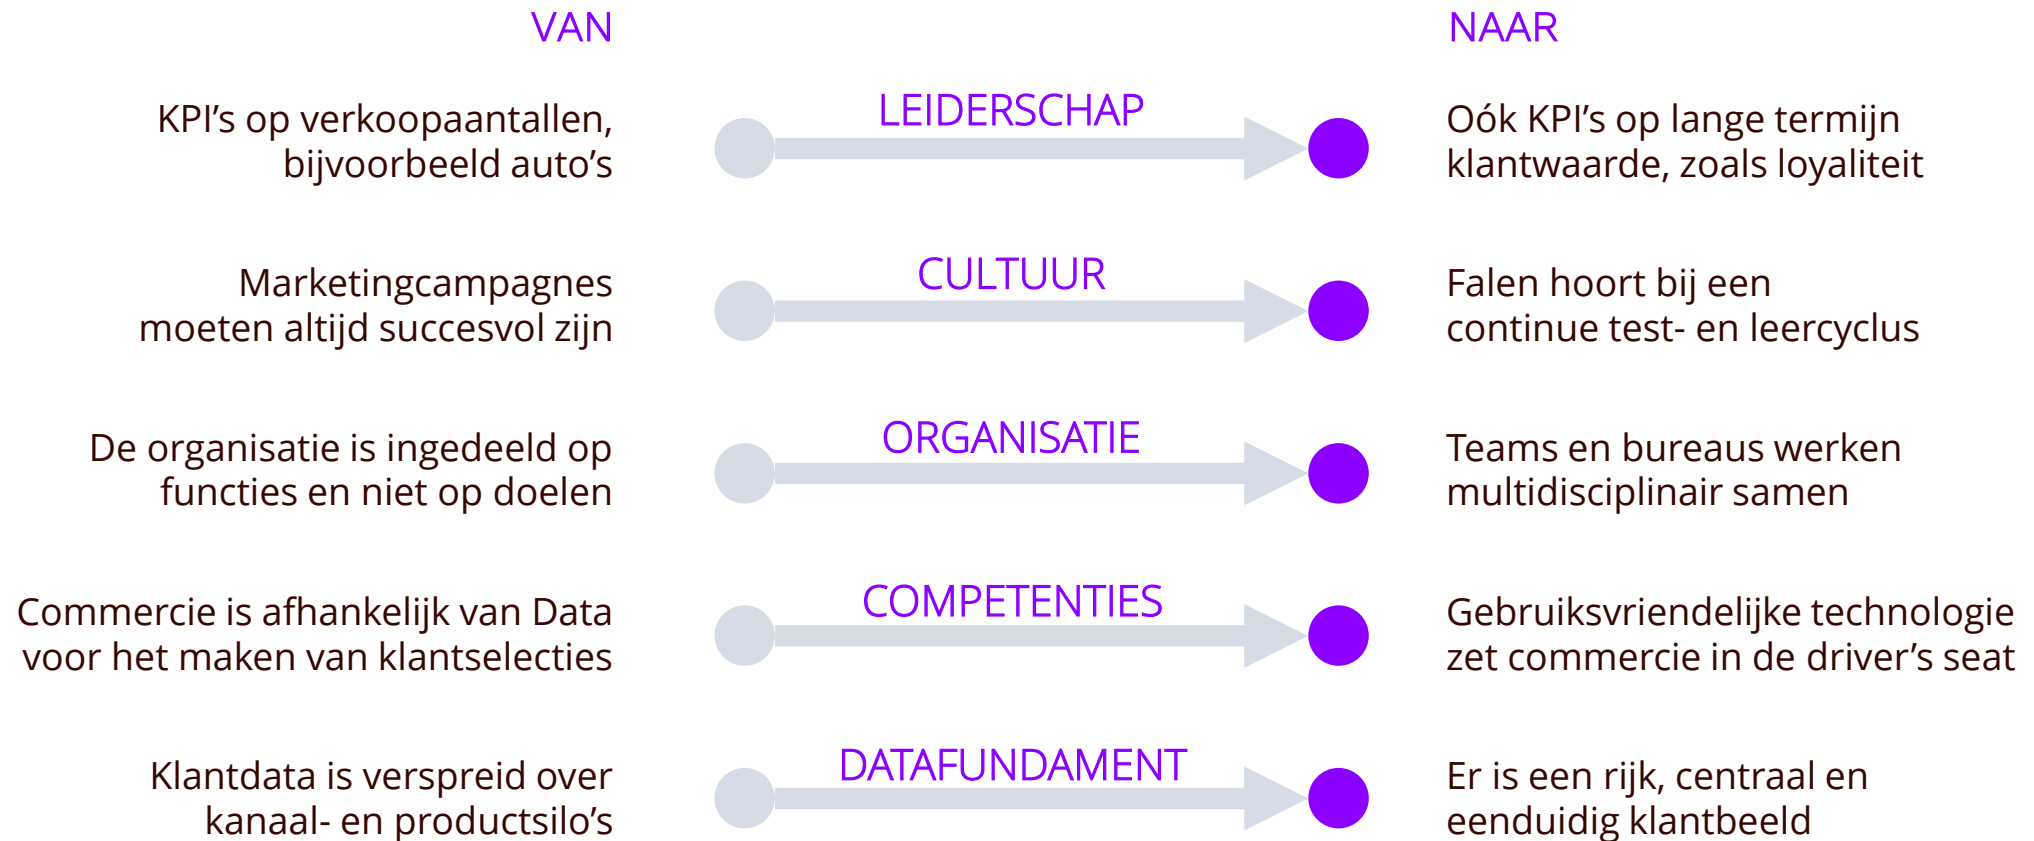 VAN
NAAR
KPI’s op verkoopaantallen,
bijvoorbeeld auto’s
LEIDERSCHAP
Oók KPI’s op lange termijn
klantwaarde, zoals loyaliteit
Marketingcampagnes
moeten altijd succesvol zijn
CULTUUR
Falen hoort bij een
continue test- en leercyclus
De organisatie is ingedeeld op
functies en niet op doelen
ORGANISATIE
Teams en bureaus werken
multidisciplinair samen
Commercie is afhankelijk van Data
voor het maken van klantselecties
COMPETENTIES
Gebruiksvriendelijke technologie
zet commercie in de driver’s seat
Klantdata is verspreid over
kanaal- en productsilo’s
DATAFUNDAMENT
Er is een rijk, centraal en
eenduidig klantbeeld